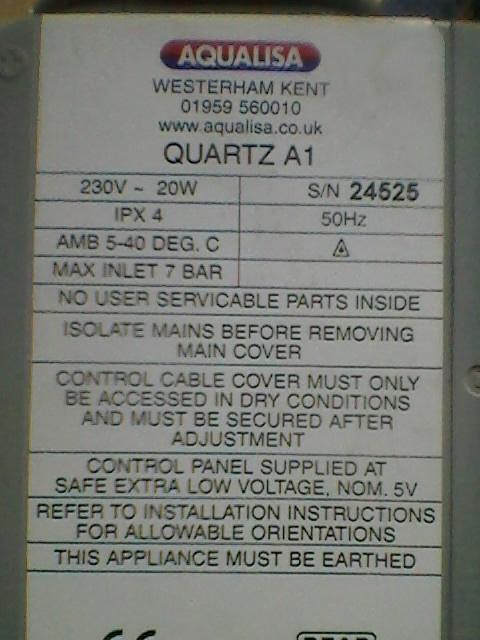 AQUALISA
WESTERHAM KENT
01959 560010
www.aqualisa.co.uk
QUARTZ A1
230V ~ 20W
S/N 24525
IPX 4
50Hz
AMB 5-40 DEG. C
MAX INLET 7 BAR
NO USER SERVICABLE PARTS INSIDE
ISOLATE MAINS BEFORE REMOVING
MAIN COVER
CONTROL CABLE COVER MUST ONLY
BE ACCESSED IN DRY CONDITIONS
AND MUST BE SECURED AFTER
ADJUSTMENT
CONTROL PANEL SUPPLIED AT
SAFE EXTRA LOW VOLTAGE, NOM. 5V
REFER TO INSTALLATION INSTRUCTIONS
FOR ALLOWABLE ORIENTATIONS
THIS APPLIANCE MUST BE EARTHED